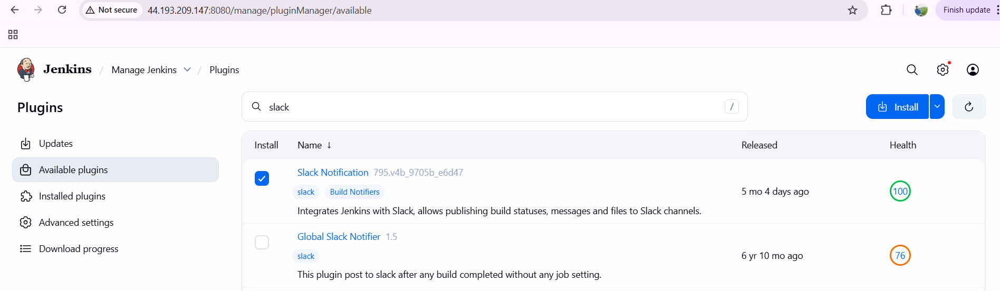 Not secure 44.193.209.147:8080/manage/pluginManager/available Finish update
Jenkins / Manage Jenkins / Plugins
Plugins
slack /
Install
Updates
Available plugins
Installed plugins
Advanced settings
Download progress
Install Name ↓ Released Health
Slack Notification 795.v4b_9705b_e6d47
slack Build Notifiers
5 mo 4 days ago 100
Integrates Jenkins with Slack, allows publishing build statuses, messages and files to Slack channels.
Global Slack Notifier 1.5
slack
6 yr 10 mo ago 76
This plugin post to slack after any build completed without any job setting.